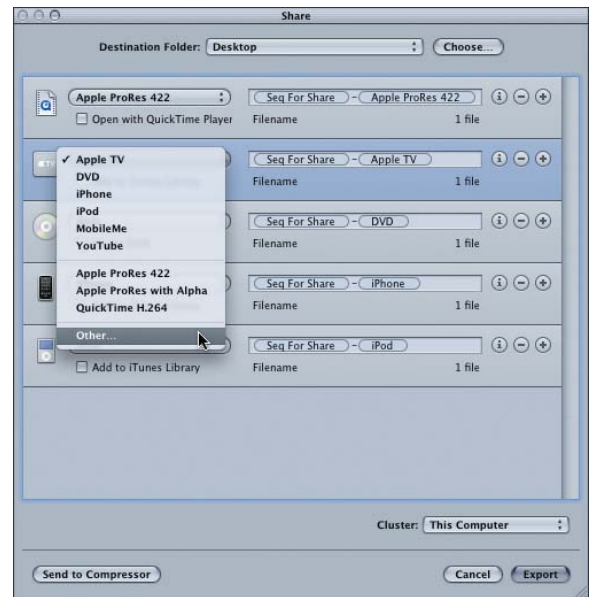 Share
Destination Folder: Desktop Choose...
Apple ProRes 422 Seq For Share - Apple ProRes 422
Open with QuickTime Player Filename 1 file
✓ Apple TV
DVD
iPhone
iPod
MobileMe
YouTube
Apple ProRes 422
Apple ProRes with Alpha
QuickTime H.264
Other...
Seq For Share - Apple TV
Filename 1 file
Seq For Share - DVD
Filename 1 file
Seq For Share - iPhone
Filename 1 file
Seq For Share - iPod
Add to iTunes Library Filename 1 file
Cluster: This Computer
Send to Compressor Cancel Export